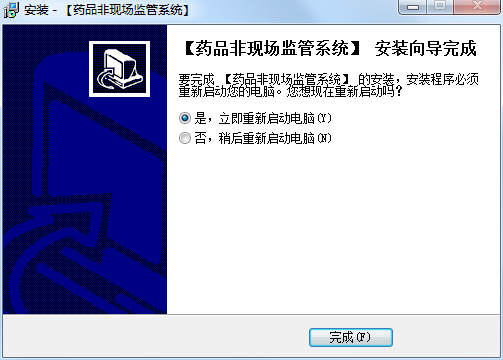 安装 - 【药品非现场监管系统】
【药品非现场监管系统】 安装向导完成
要完成 【药品非现场监管系统】 的安装，安装程序必须
重新启动您的电脑。您想现在重新启动吗？
是，立即重新启动电脑(Y)
否，稍后重新启动电脑(N)
完成(F)